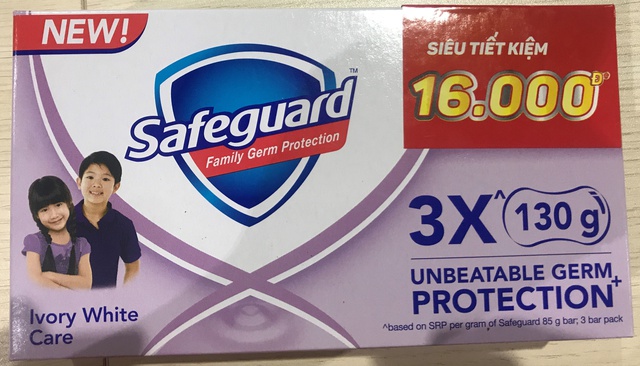 NEW!
Safeguard™
Family Germ Protection
SIÊU TIẾT KIỆM
16.000Đ
3X^ 130 g
UNBEATABLE GERM
PROTECTION+
^based on SRP per gram of Safeguard 85 g bar; 3 bar pack
Ivory White
Care